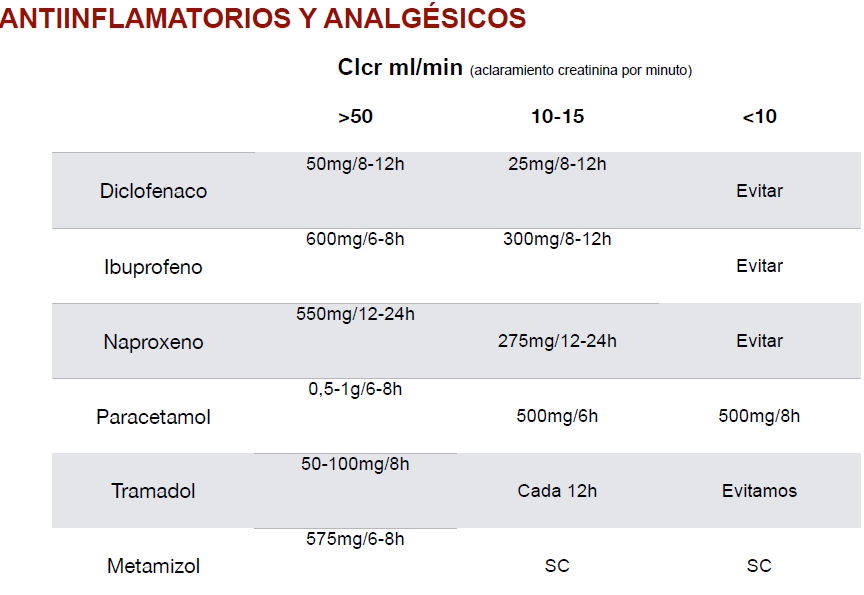 ANTIINFLAMATORIOS Y ANALGÉSICOS
Clcr ml/min (aclaramiento creatinina por minuto)
>50 10-15 <10
Diclofenaco 50mg/8-12h 25mg/8-12h Evitar
Ibuprofeno 600mg/6-8h 300mg/8-12h Evitar
Naproxeno 550mg/12-24h 275mg/12-24h Evitar
Paracetamol 0,5-1g/6-8h 500mg/6h 500mg/8h
Tramadol 50-100mg/8h Cada 12h Evitamos
Metamizol 575mg/6-8h SC SC